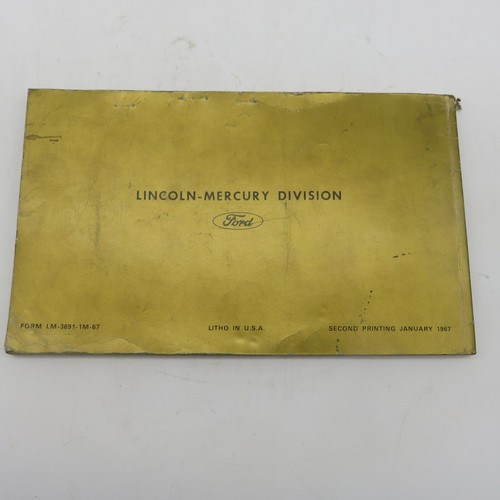 LINCOLN-MERCURY DIVISION
Ford
FORM LM-3691-1M-67 LITHO IN U.S.A. SECOND PRINTING JANUARY 1967